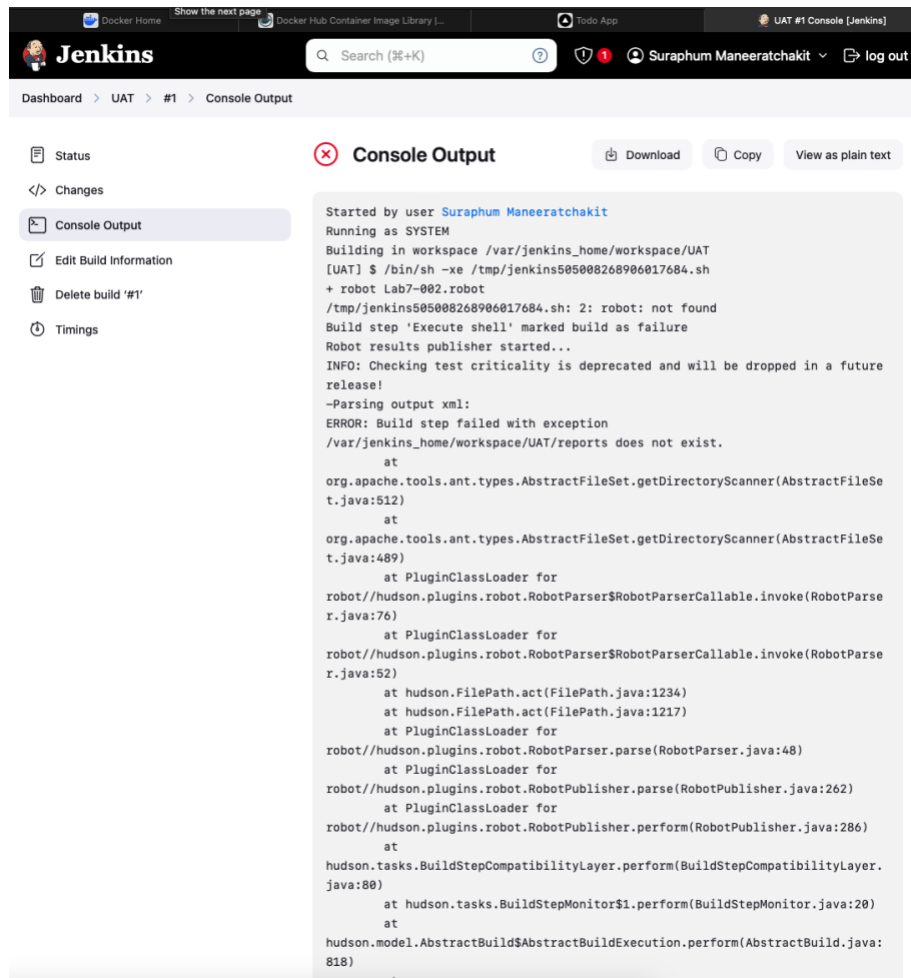 Docker Home
Show the next page
Docker Hub Container Image Library |...
Todo App
UAT #1 Console [Jenkins]
Jenkins
Search (⌘+K)
?
1
Suraphum Maneeratchakit
log out
Dashboard > UAT > #1 > Console Output
Status
Changes
Console Output
Edit Build Information
Delete build ‘#1’
Timings
Console Output
Download
Copy
View as plain text
Started by user Suraphum Maneeratchakit
Running as SYSTEM
Building in workspace /var/jenkins_home/workspace/UAT
[UAT] $ /bin/sh -xe /tmp/jenkins505008268906017684.sh
+ robot Lab7-002.robot
/tmp/jenkins505008268906017684.sh: 2: robot: not found
Build step 'Execute shell' marked build as failure
Robot results publisher started...
INFO: Checking test criticality is deprecated and will be dropped in a future
release!
-Parsing output xml:
ERROR: Build step failed with exception
/var/jenkins_home/workspace/UAT/reports does not exist.
at
org.apache.tools.ant.types.AbstractFileSet.getDirectoryScanner(AbstractFileSe
t.java:512)
at
org.apache.tools.ant.types.AbstractFileSet.getDirectoryScanner(AbstractFileSe
t.java:489)
at PluginClassLoader for
robot//hudson.plugins.robot.RobotParser$RobotParserCallable.invoke(RobotParse
r.java:76)
at PluginClassLoader for
robot//hudson.plugins.robot.RobotParser$RobotParserCallable.invoke(RobotParse
r.java:52)
at hudson.FilePath.act(FilePath.java:1234)
at hudson.FilePath.act(FilePath.java:1217)
at PluginClassLoader for
robot//hudson.plugins.robot.RobotParser.parse(RobotParser.java:48)
at PluginClassLoader for
robot//hudson.plugins.robot.RobotPublisher.parse(RobotPublisher.java:262)
at PluginClassLoader for
robot//hudson.plugins.robot.RobotPublisher.perform(RobotPublisher.java:286)
at
hudson.tasks.BuildStepCompatibilityLayer.perform(BuildStepCompatibilityLayer.
java:80)
at hudson.tasks.BuildStepMonitor$1.perform(BuildStepMonitor.java:20)
at
hudson.model.AbstractBuild$AbstractBuildExecution.perform(AbstractBuild.java:
818)